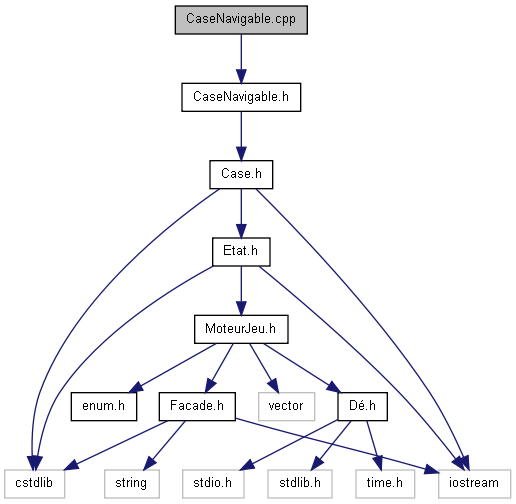 CaseNavigable.cpp
CaseNavigable.h
Case.h
Etat.h
MoteurJeu.h
enum.h
Facade.h
vector
Dé.h
cstdlib
string
stdio.h
stdlib.h
time.h
iostream